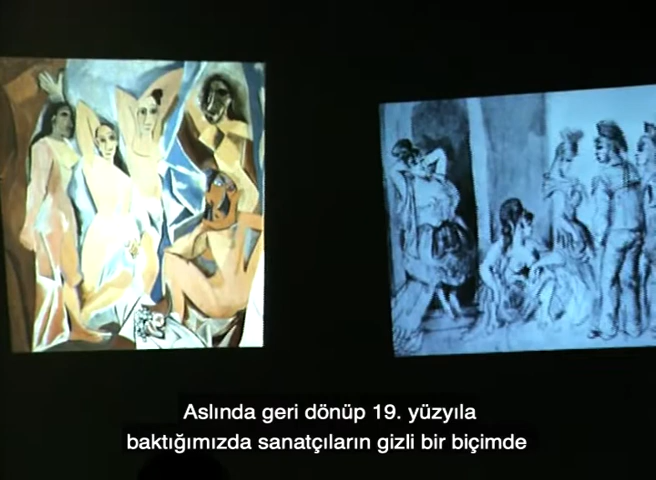 Aslında geri dönüp 19. yüzyıla
baktığımızda sanatçıların gizli bir biçimde